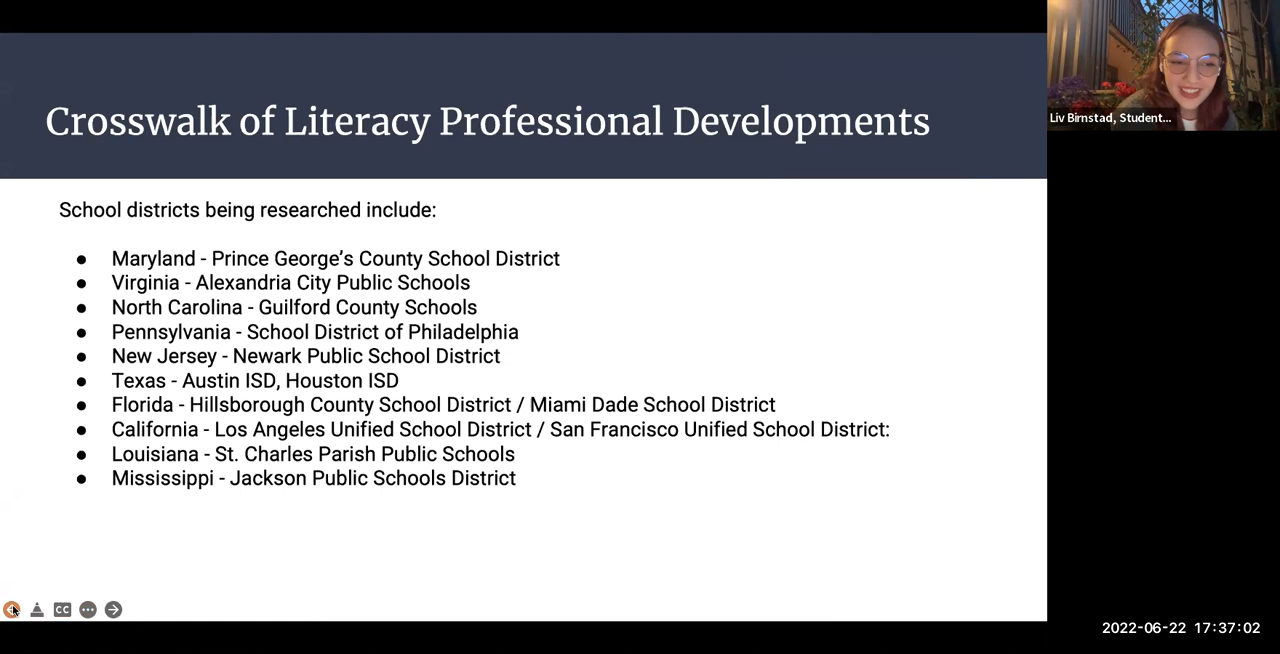 Crosswalk of Literacy Professional Developments
Liv Birnstad, Student...
School districts being researched include:
● Maryland - Prince George’s County School District
● Virginia - Alexandria City Public Schools
● North Carolina - Guilford County Schools
● Pennsylvania - School District of Philadelphia
● New Jersey - Newark Public School District
● Texas - Austin ISD, Houston ISD
● Florida - Hillsborough County School District / Miami Dade School District
● California - Los Angeles Unified School District / San Francisco Unified School District:
● Louisiana - St. Charles Parish Public Schools
● Mississippi - Jackson Public Schools District
CC
2022-06-22 17:37:02